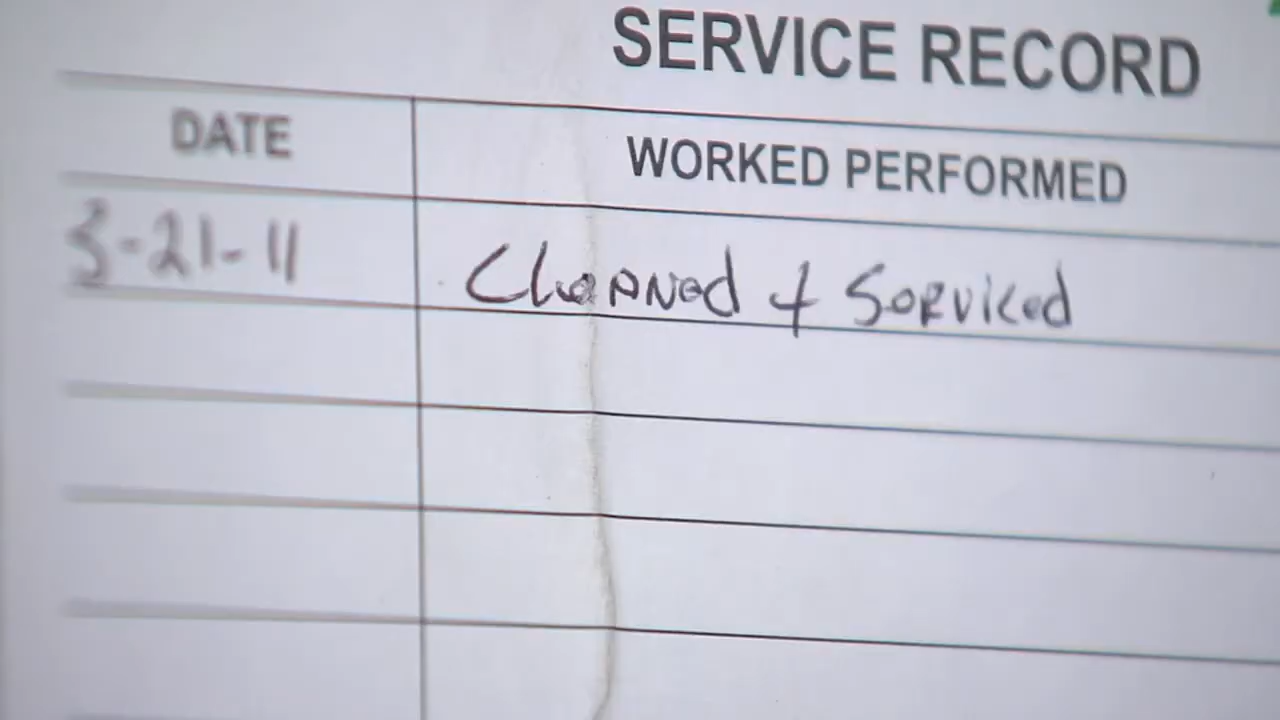 SERVICE RECORD
DATE WORKED PERFORMED
3-21-11 Cleaned & Serviced